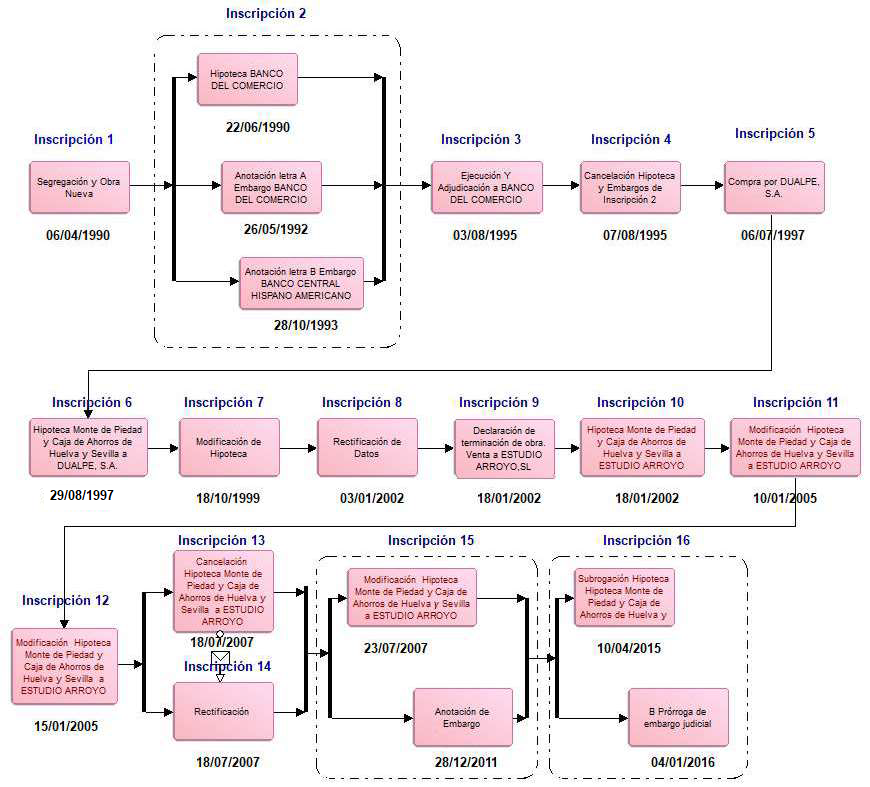 Inscripción 2
Hipoteca BANCO
DEL COMERCIO
22/06/1990
Inscripción 1
Segregación y Obra
Nueva
06/04/1990
Anotación letra A
Embargo BANCO
DEL COMERCIO
26/05/1992
Anotación letra B Embargo
BANCO CENTRAL
HISPANO AMERICANO
28/10/1993
Inscripción 3
Ejecución Y
Adjudicación a BANCO
DEL COMERCIO
03/08/1995
Inscripción 4
Cancelación Hipoteca
y Embargos de
Inscripción 2
07/08/1995
Inscripción 5
Compra por DUALPE,
S.A.
06/07/1997
Inscripción 6
Hipoteca Monte de Piedad
y Caja de Ahorros de
Huelva y Sevilla a
DUALPE, S.A.
29/08/1997
Inscripción 7
Modificación de
Hipoteca
18/10/1999
Inscripción 8
Rectificación de
Datos
03/01/2002
Inscripción 9
Declaración de
terminación de obra.
Venta a ESTUDIO
ARROYO,SL
18/01/2002
Inscripción 10
Hipoteca Monte de Piedad
y Caja de Ahorros de
Huelva y Sevilla a
ESTUDIO ARROYO
18/01/2002
Inscripción 11
Modificación Hipoteca
Monte de Piedad y Caja de
Ahorros de Huelva y Sevilla
a ESTUDIO ARROYO
10/01/2005
Inscripción 12
Modificación Hipoteca
Monte de Piedad y Caja
y Caja de Ahorros de
Huelva y Sevilla a
ESTUDIO ARROYO
15/01/2005
Inscripción 13
Cancelación
Hipoteca Monte de
Piedad y Caja de
Ahorros de Huelva y
Sevilla a ESTUDIO
ARROYO
18/07/2007
Inscripción 14
Rectificación
18/07/2007
Inscripción 15
Modificación Hipoteca
Monte de Piedad y Caja de
Ahorros de Huelva y Sevilla
a ESTUDIO ARROYO
23/07/2007
Anotación de
Embargo
28/12/2011
Inscripción 16
Subrogación Hipoteca
Hipoteca Monte de
Piedad y Caja de
Ahorros de Huelva y
10/04/2015
B Prórroga de
embargo judicial
04/01/2016